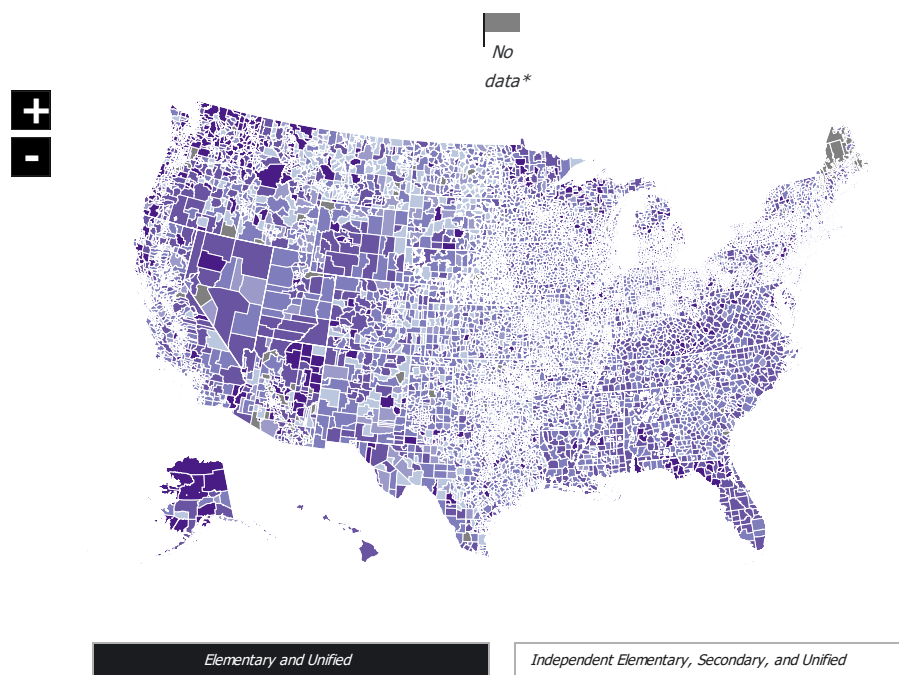 No
data*
+
-
Elementary and Unified
Independent Elementary, Secondary, and Unified